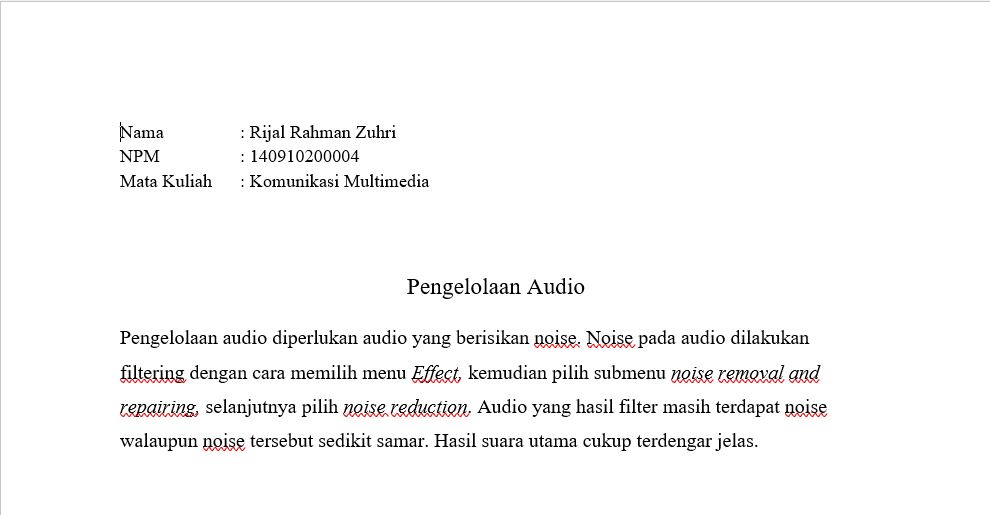 Nama : Rijal Rahman Zuhri
NPM : 140910200004
Mata Kuliah : Komunikasi Multimedia
Pengelolaan Audio
Pengelolaan audio diperlukan audio yang berisikan noise. Noise pada audio dilakukan
filtering dengan cara memilih menu Effect, kemudian pilih submenu noise removal and
repairing, selanjutnya pilih noise reduction. Audio yang hasil filter masih terdapat noise
walaupun noise tersebut sedikit samar. Hasil suara utama cukup terdengar jelas.